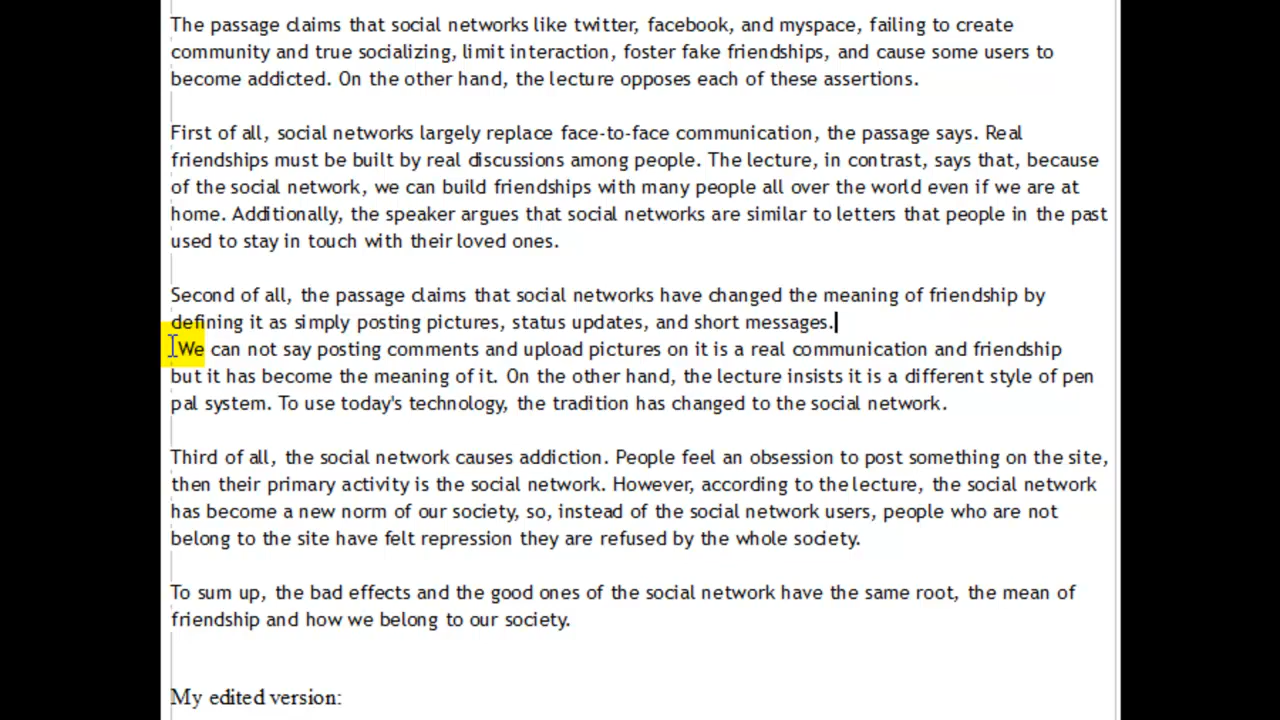 The passage claims that social networks like twitter, facebook, and myspace, failing to create
community and true socializing, limit interaction, foster fake friendships, and cause some users to
become addicted. On the other hand, the lecture opposes each of these assertions.
First of all, social networks largely replace face-to-face communication, the passage says. Real
friendships must be built by real discussions among people. The lecture, in contrast, says that, because
of the social network, we can build friendships with many people all over the world even if we are at
home. Additionally, the speaker argues that social networks are similar to letters that people in the past
used to stay in touch with their loved ones.
Second of all, the passage claims that social networks have changed the meaning of friendship by
defining it as simply posting pictures, status updates, and short messages.
We can not say posting comments and upload pictures on it is a real communication and friendship
but it has become the meaning of it. On the other hand, the lecture insists it is a different style of pen
pal system. To use today's technology, the tradition has changed to the social network.
Third of all, the social network causes addiction. People feel an obsession to post something on the site,
then their primary activity is the social network. However, according to the lecture, the social network
has become a new norm of our society, so, instead of the social network users, people who are not
belong to the site have felt repression they are refused by the whole society.
To sum up, the bad effects and the good ones of the social network have the same root, the mean of
friendship and how we belong to our society.
My edited version: